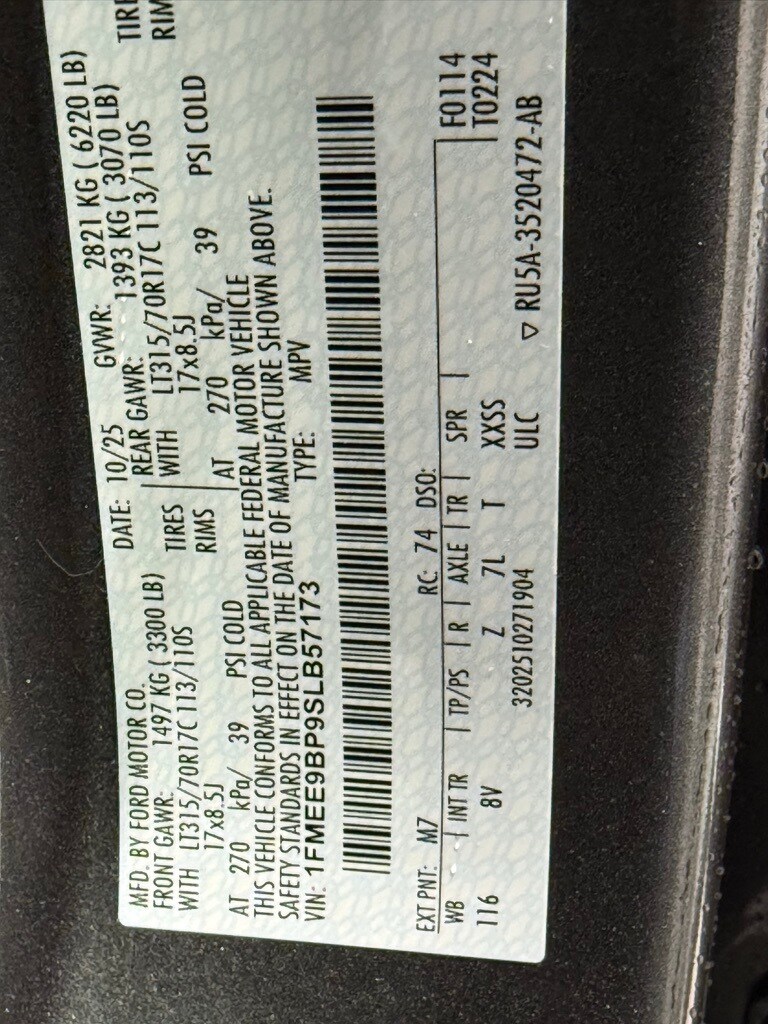 MFD. BY FORD MOTOR CO. DATE: 10/25 GVWR: 2821 KG ( 6220 LB)
FRONT GAWR: 1497 KG ( 3300 LB) REAR GAWR: 1393 KG ( 3070 LB)
WITH LT315/70R17C 113/110S TIRES WITH LT315/70R17C 113/110S
17x8.5J RIMS 17x8.5J
AT 270 kPa/ 39 PSI COLD AT 270 kPa/ 39 PSI COLD
THIS VEHICLE CONFORMS TO ALL APPLICABLE FEDERAL MOTOR VEHICLE
SAFETY STANDARDS IN EFFECT ON THE DATE OF MANUFACTURE SHOWN ABOVE.
VIN: 1FMEE9BP9SLB57173 TYPE: MPV
EXT PNT: M7 RC: 74 DSO: F0114
WB | INT TR | TP/PS | R | AXLE | TR | SPR | T0224
116 8V Z 7L T XXSS
3202510271904 ULC ▽ RU5A-3520472-AB